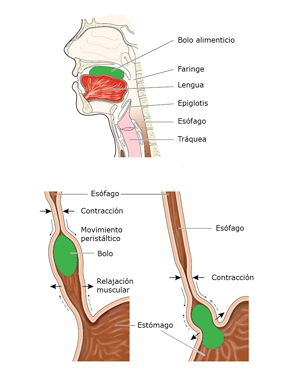 Bolo alimenticio
Faringe
Lengua
Epiglotis
Esófago
Tráquea
Esófago
Contracción
Movimiento
peristáltico
Bolo
Relajación
muscular
Estómago
Esófago
Contracción